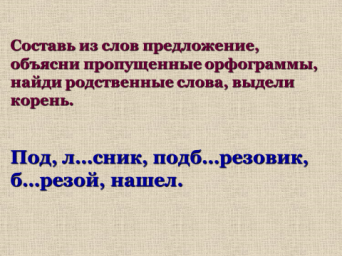 Составь из слов предложение,
объясни пропущенные орфограммы,
найди родственные слова, выдели
корень.
Под, л...сник, подб...резовик,
б...резой, нашел.